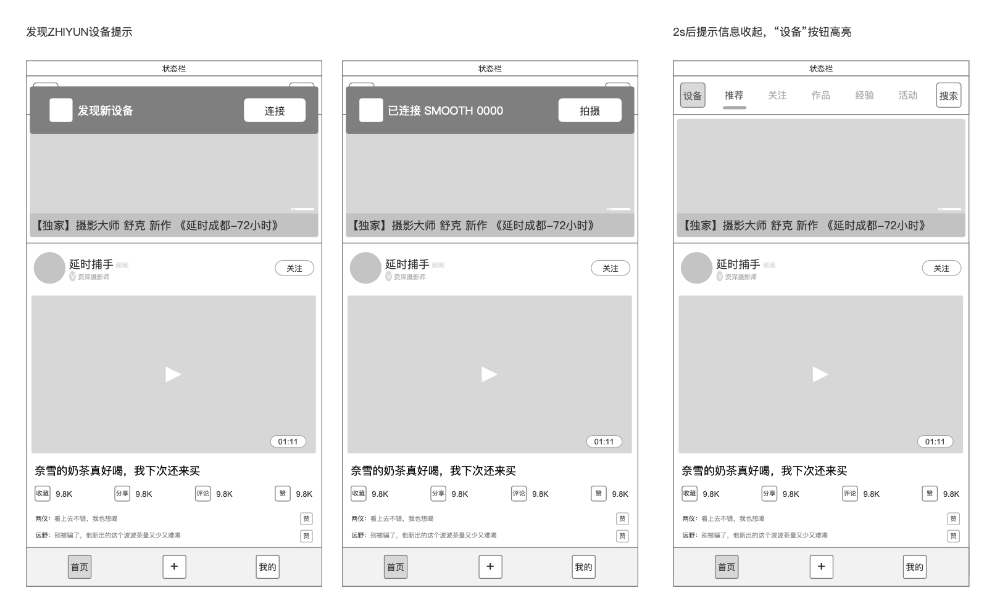 发现ZHIYUN设备提示
2s后提示信息收起，“设备”按钮高亮
状态栏
发现新设备
连接
【独家】摄影大师 舒克 新作 《延时成都-72小时》
延时捕手 刚刚
V 资深摄影师
关注
01:11
奈雪的奶茶真好喝，我下次还来买
收藏 9.8K 分享 9.8K 评论 9.8K 赞 9.8K
两仪：看上去不错，我也想喝 赞
远野：别被骗了，他新出的这个波波茶量又少又难喝 赞
首页 + 我的
状态栏
已连接 SMOOTH 0000
拍摄
【独家】摄影大师 舒克 新作 《延时成都-72小时》
延时捕手 刚刚
V 资深摄影师
关注
01:11
奈雪的奶茶真好喝，我下次还来买
收藏 9.8K 分享 9.8K 评论 9.8K 赞 9.8K
两仪：看上去不错，我也想喝 赞
远野：别被骗了，他新出的这个波波茶量又少又难喝 赞
首页 + 我的
状态栏
设备 推荐 关注 作品 经验 活动 搜索
【独家】摄影大师 舒克 新作 《延时成都-72小时》
延时捕手 刚刚
V 资深摄影师
关注
01:11
奈雪的奶茶真好喝，我下次还来买
收藏 9.8K 分享 9.8K 评论 9.8K 赞 9.8K
两仪：看上去不错，我也想喝 赞
远野：别被骗了，他新出的这个波波茶量又少又难喝 赞
首页 + 我的